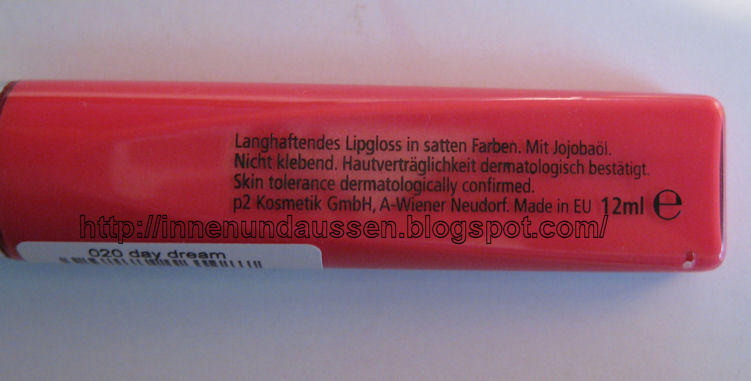 Langhaftendes Lipgloss in satten Farben. Mit Jojobaöl.
Nicht klebend. Hautverträglichkeit dermatologisch bestätigt.
Skin tolerance dermatologically confirmed.
p2 Kosmetik GmbH, A-Wiener Neudorf. Made in EU 12ml ℮
http://innenundaussen.blogspot.com/
020 day dream